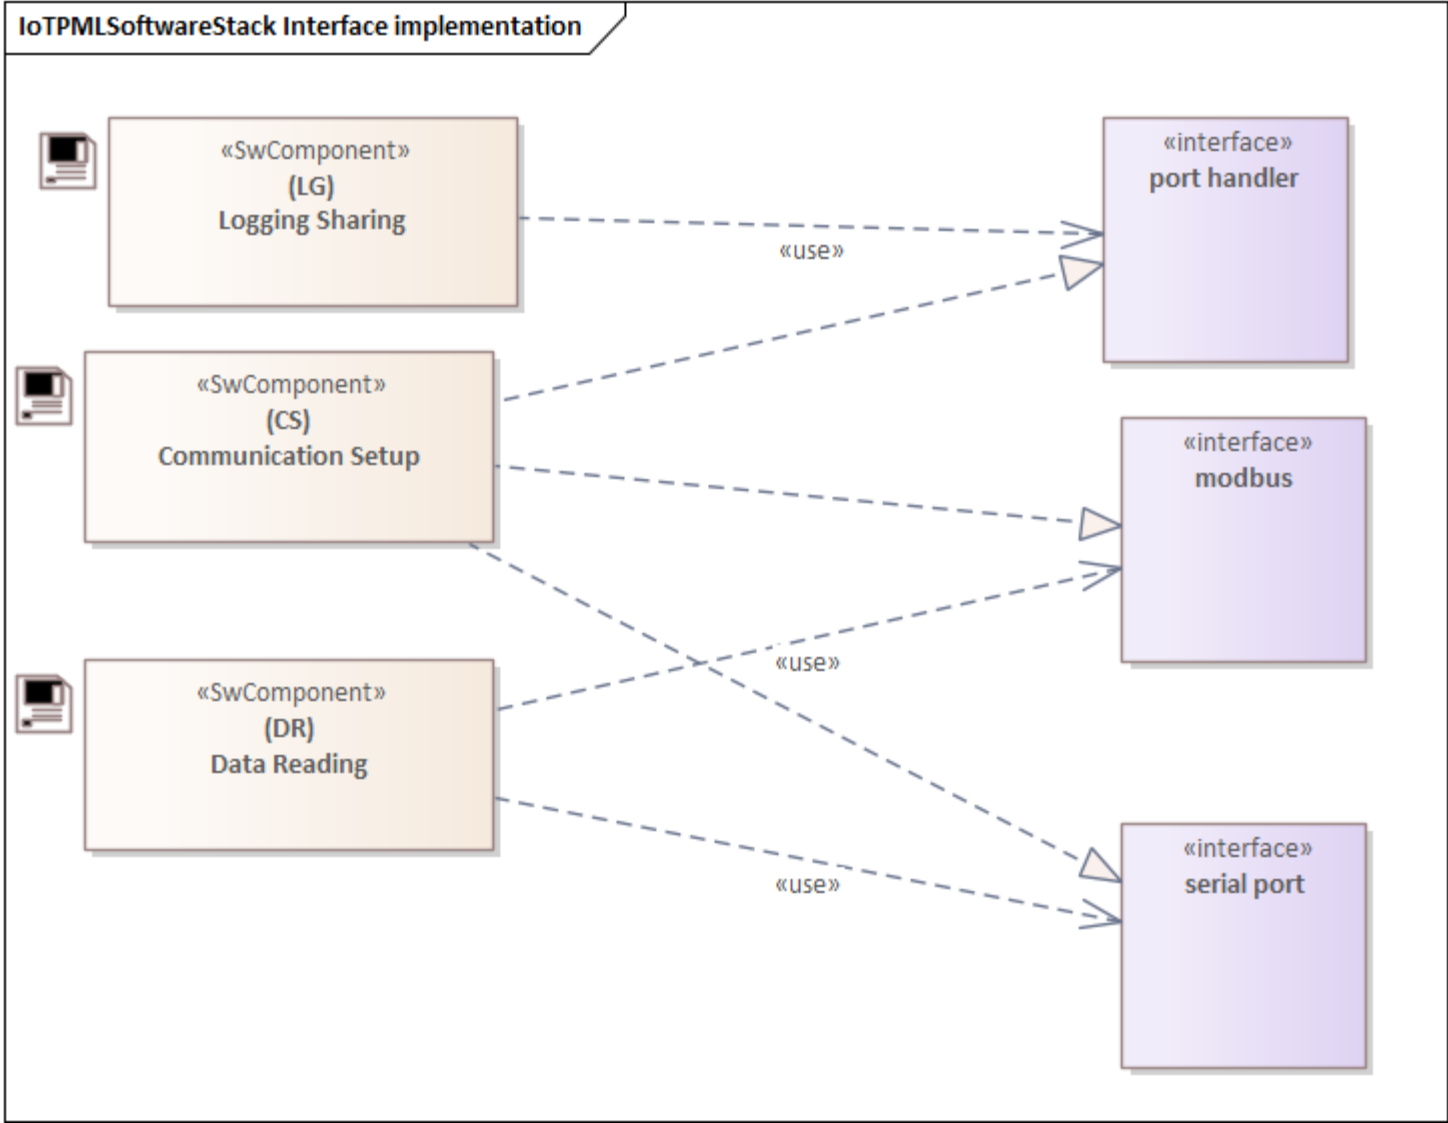 IoTPMLSoftwareStack Interface implementation
«SwComponent»
(LG)
Logging Sharing
«interface»
port handler
«use»
«SwComponent»
(CS)
Communication Setup
«interface»
modbus
«use»
«SwComponent»
(DR)
Data Reading
«use»
«interface»
serial port